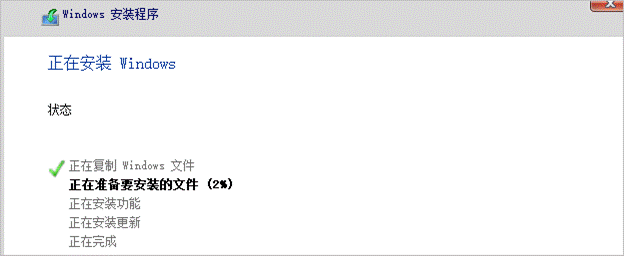 Windows 安装程序
正在安装 Windows
状态
正在复制 Windows 文件
正在准备要安装的文件 (2%)
正在安装功能
正在安装更新
正在完成